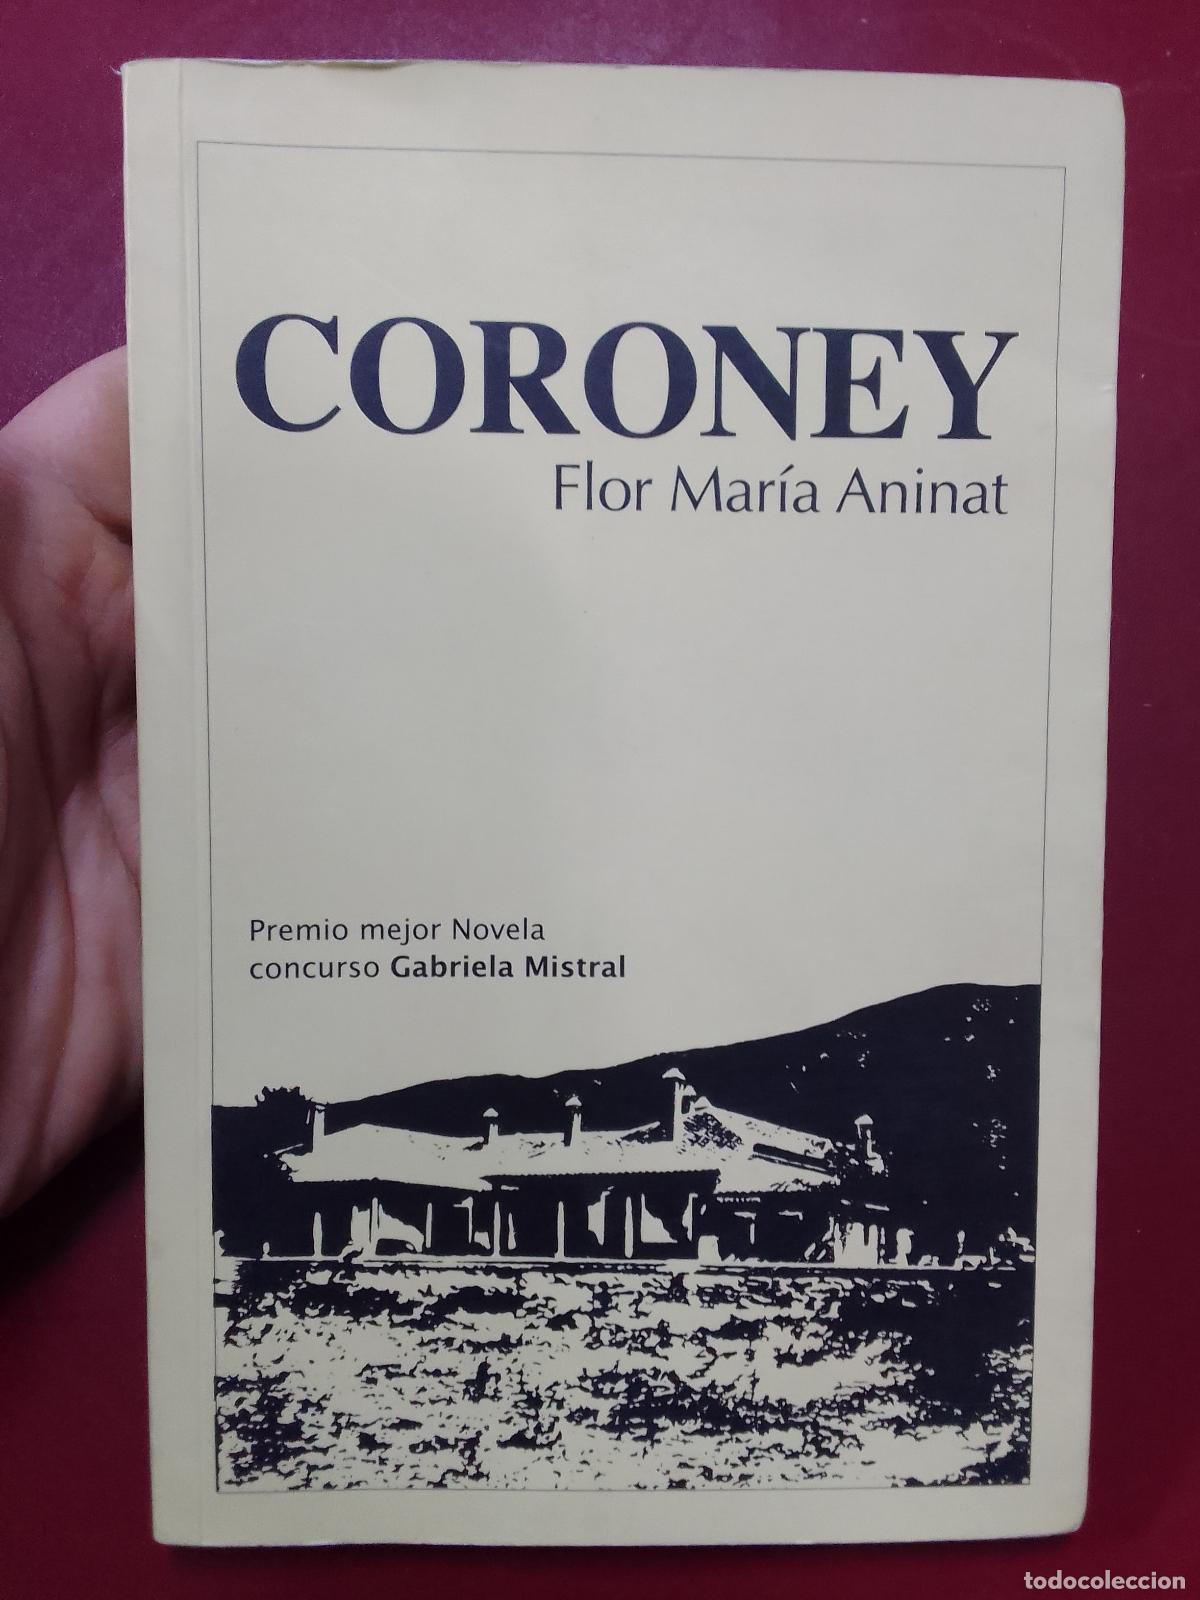 CORONEY
Flor María Aninat
Premio mejor Novela
concurso Gabriela Mistral
todocoleccion